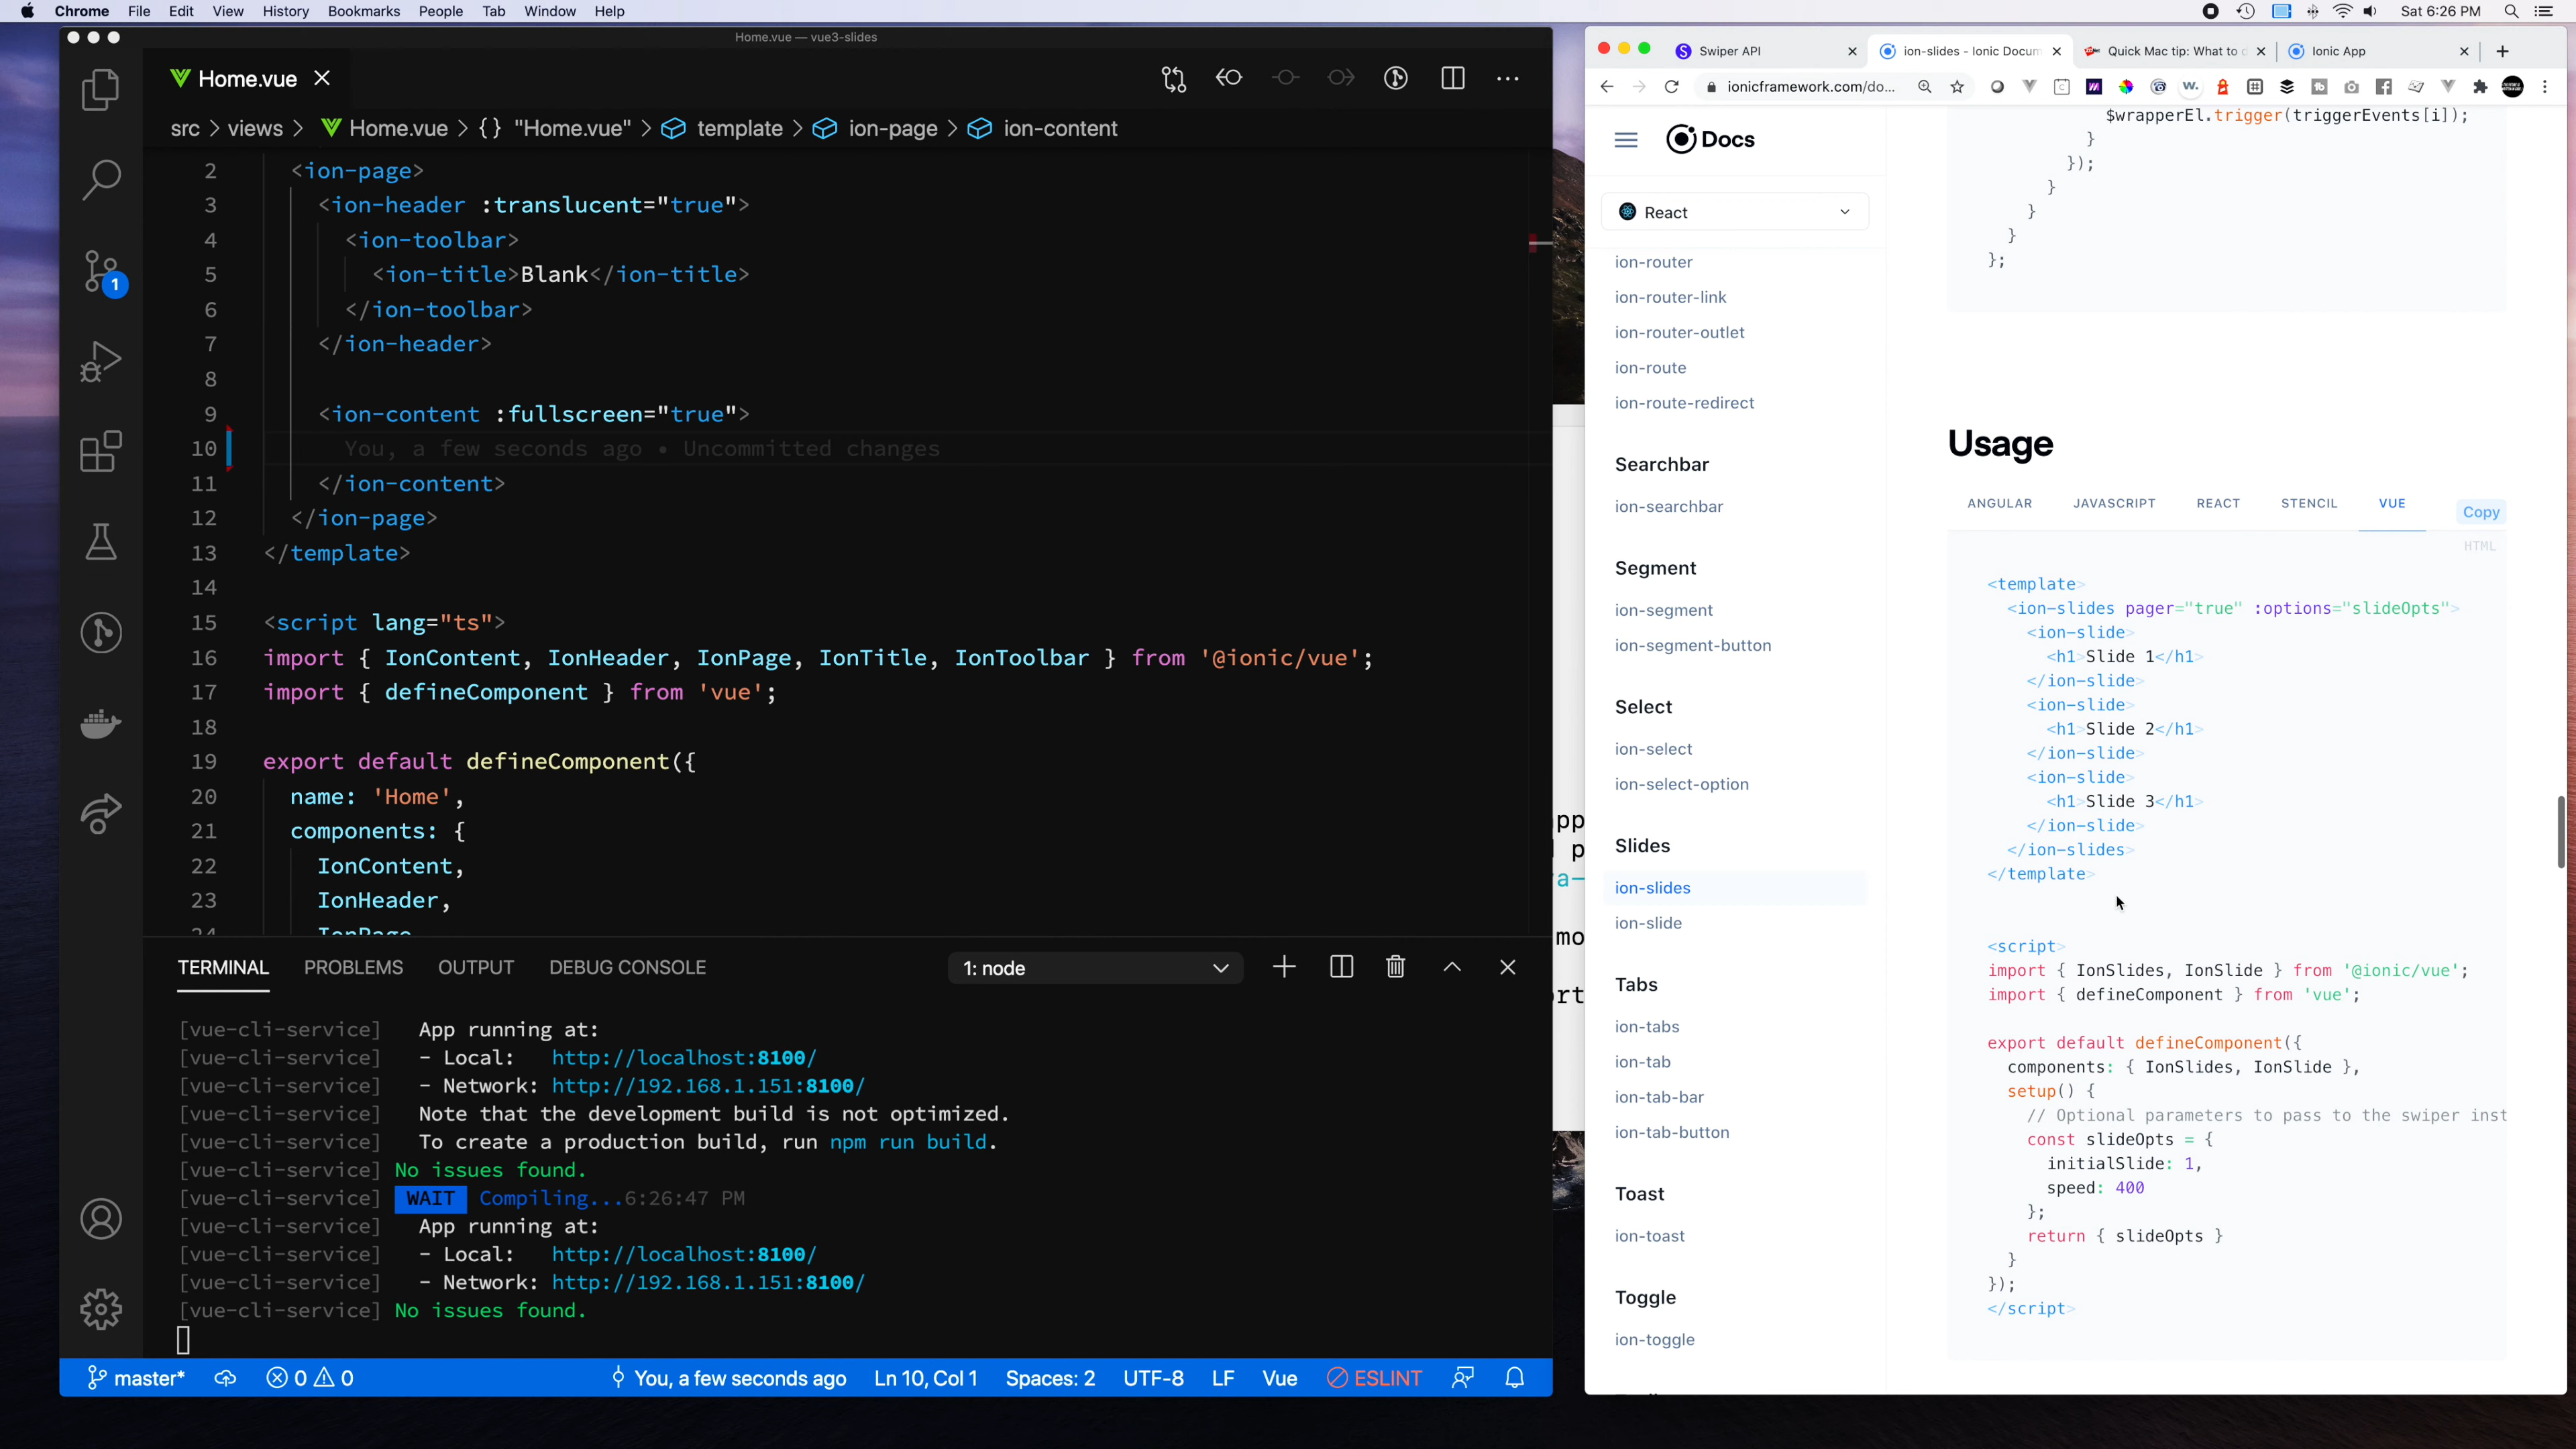 Chrome File Edit View History Bookmarks People Tab Window Help
Sat 6:26 PM
Home.vue — vue3-slides
Home.vue
src > views > Home.vue > {} "Home.vue" > template > ion-page > ion-content
2 <ion-page>
3 <ion-header :translucent="true">
4 <ion-toolbar>
5 <ion-title>Blank</ion-title>
6 </ion-toolbar>
7 </ion-header>
8
9 <ion-content :fullscreen="true">
10 You, a few seconds ago • Uncommitted changes
11 </ion-content>
12 </ion-page>
13 </template>
14
15 <script lang="ts">
16 import { IonContent, IonHeader, IonPage, IonTitle, IonToolbar } from '@ionic/vue';
17 import { defineComponent } from 'vue';
18
19 export default defineComponent({
20 name: 'Home',
21 components: {
22 IonContent,
23 IonHeader,
24 IonPage
1
TERMINAL PROBLEMS OUTPUT DEBUG CONSOLE
1: node
[vue-cli-service] App running at:
[vue-cli-service] - Local: http://localhost:8100/
[vue-cli-service] - Network: http://192.168.1.151:8100/
[vue-cli-service] Note that the development build is not optimized.
[vue-cli-service] To create a production build, run npm run build.
[vue-cli-service] No issues found.
[vue-cli-service] WAIT Compiling...6:26:47 PM
[vue-cli-service] App running at:
[vue-cli-service] - Local: http://localhost:8100/
[vue-cli-service] - Network: http://192.168.1.151:8100/
[vue-cli-service] No issues found.
master* 0 0 You, a few seconds ago Ln 10, Col 1 Spaces: 2 UTF-8 LF Vue ESLINT
app
p
a-
mo
rt
Swiper API
ion-slides - Ionic Docum
Quick Mac tip: What to
Ionic App
ionicframework.com/do...
Docs
React
ion-router
ion-router-link
ion-router-outlet
ion-route
ion-route-redirect
Searchbar
ion-searchbar
Segment
ion-segment
ion-segment-button
Select
ion-select
ion-select-option
Slides
ion-slides
ion-slide
Tabs
ion-tabs
ion-tab
ion-tab-bar
ion-tab-button
Toast
ion-toast
Toggle
ion-toggle
$wrapperEl.trigger(triggerEvents[i]);
}
});
}
}
}
};
Usage
ANGULAR JAVASCRIPT REACT STENCIL VUE
Copy
HTML
<template>
<ion-slides pager="true" :options="slideOpts">
<ion-slide>
<h1>Slide 1</h1>
</ion-slide>
<ion-slide>
<h1>Slide 2</h1>
</ion-slide>
<ion-slide>
<h1>Slide 3</h1>
</ion-slide>
</ion-slides>
</template>
<script>
import { IonSlides, IonSlide } from '@ionic/vue';
import { defineComponent } from 'vue';
export default defineComponent({
components: { IonSlides, IonSlide },
setup() {
// Optional parameters to pass to the swiper inst
const slideOpts = {
initialSlide: 1,
speed: 400
};
return { slideOpts }
}
});
</script>